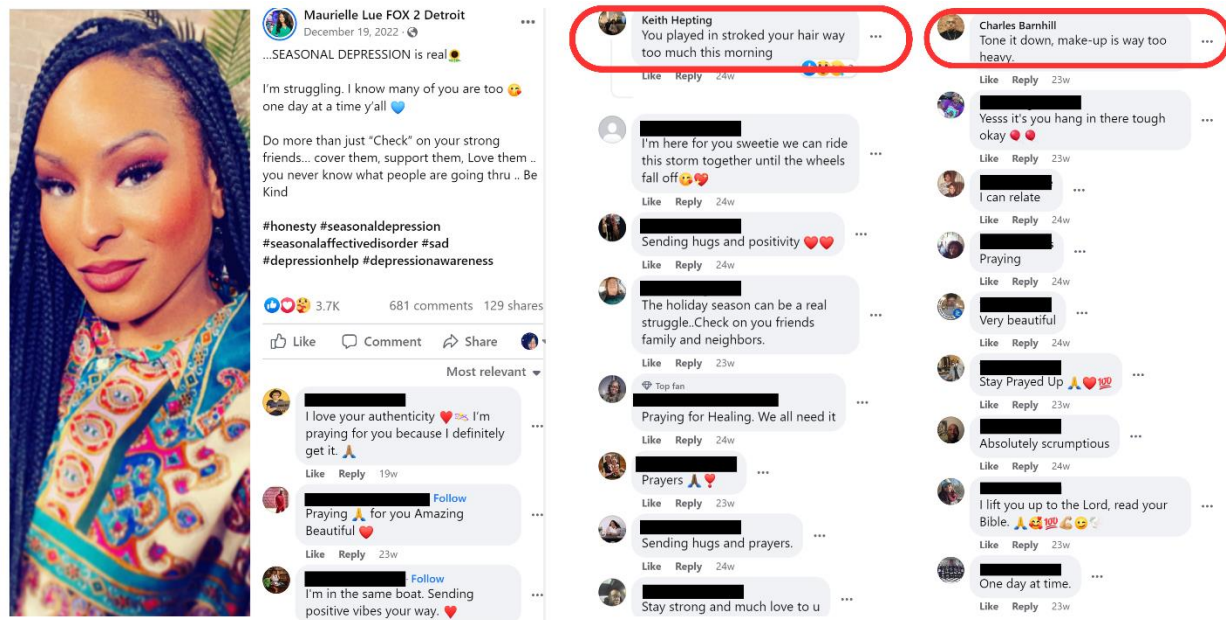 Maurielle Lue FOX 2 Detroit
December 19, 2022 ·
...SEASONAL DEPRESSION is real🌻
I'm struggling. I know many of you are too 😘
one day at a time y'all 💙
Do more than just "Check" on your strong
friends... cover them, support them, Love them ..
you never know what people are going thru .. Be
Kind
#honesty #seasonaldepression
#seasonalaffectivedisorder #sad
#depressionhelp #depressionawareness
3.7K 681 comments 129 shares
Like Comment Share
Most relevant
I love your authenticity ❤️ I'm
praying for you because I definitely
get it. 🙏🏾
Like Reply 19w
Follow
Praying 🙏 for you Amazing
Beautiful ❤️
Like Reply 23w
Follow
I'm in the same boat. Sending
positive vibes your way. ❤️
Keith Hepting
You played in stroked your hair way
too much this morning
Like Reply 24w
I'm here for you sweetie we can ride
this storm together until the wheels
fall off😘💖
Like Reply 24w
Sending hugs and positivity ❤️❤️
Like Reply 24w
The holiday season can be a real
struggle..Check on you friends
family and neighbors.
Like Reply 23w
Top fan
Praying for Healing. We all need it
Like Reply 24w
Prayers 🙏🏾❣️
Like Reply 23w
Sending hugs and prayers.
Like Reply 24w
Stay strong and much love to u
Charles Barnhill
Tone it down, make-up is way too
heavy.
Like Reply 23w
Yesss it's you hang in there tough
okay 🎈🎈
Like Reply 23w
I can relate
Like Reply 24w
Praying
Like Reply 24w
Very beautiful
Like Reply 24w
Stay Prayed Up 🙏❤️💯
Like Reply 23w
Absolutely scrumptious
Like Reply 24w
I lift you up to the Lord, read your
Bible. 🙏🥰💯💪🏼😉
Like Reply 23w
One day at time.
Like Reply 23w